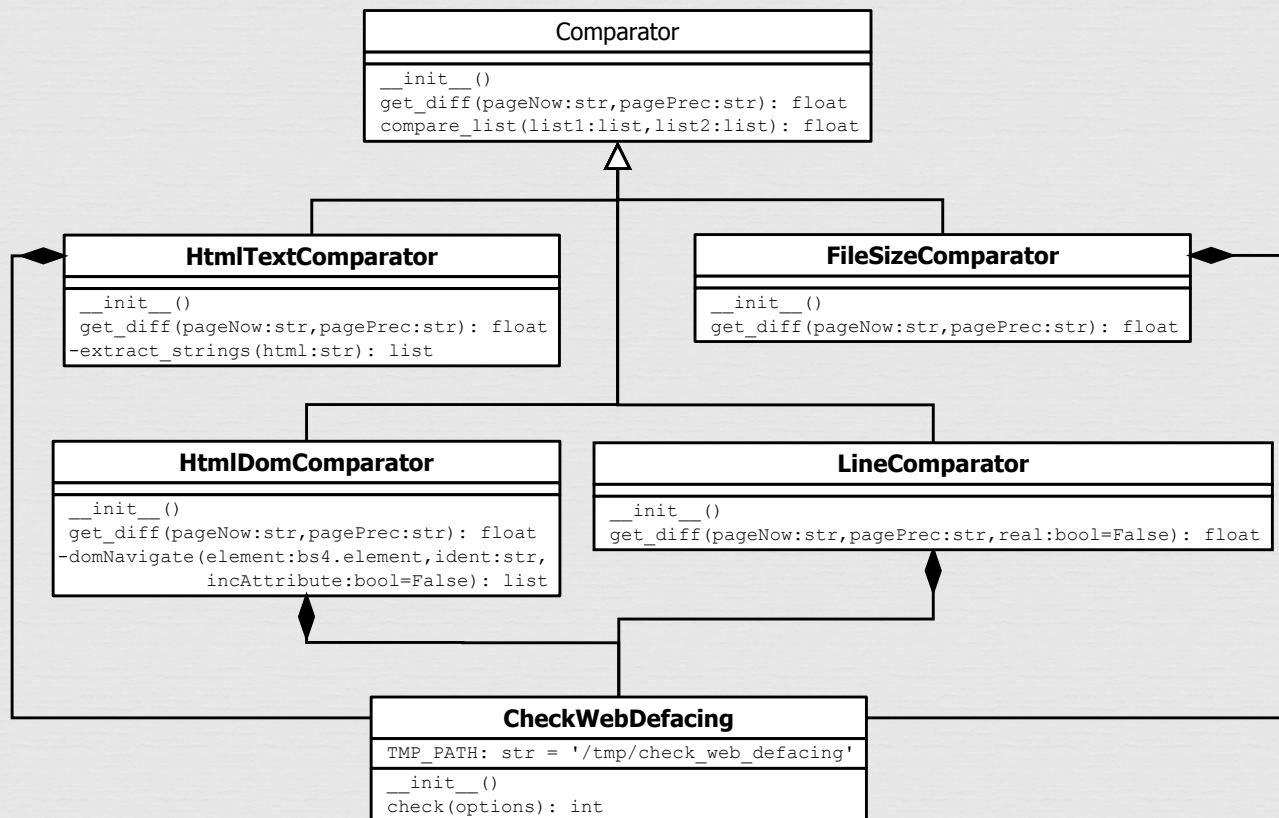 Comparator
__init__()
get_diff(pageNow:str,pagePrec:str): float
compare_list(list1:list,list2:list): float
HtmlTextComparator
__init__()
get_diff(pageNow:str,pagePrec:str): float
-extract_strings(html:str): list
FileSizeComparator
__init__()
get_diff(pageNow:str,pagePrec:str): float
HtmlDomComparator
__init__()
get_diff(pageNow:str,pagePrec:str): float
-domNavigate(element:bs4.element,ident:str,
incAttribute:bool=False): list
LineComparator
__init__()
get_diff(pageNow:str,pagePrec:str,real:bool=False): float
CheckWebDefacing
TMP_PATH: str = '/tmp/check_web_defacing'
__init__()
check(options): int